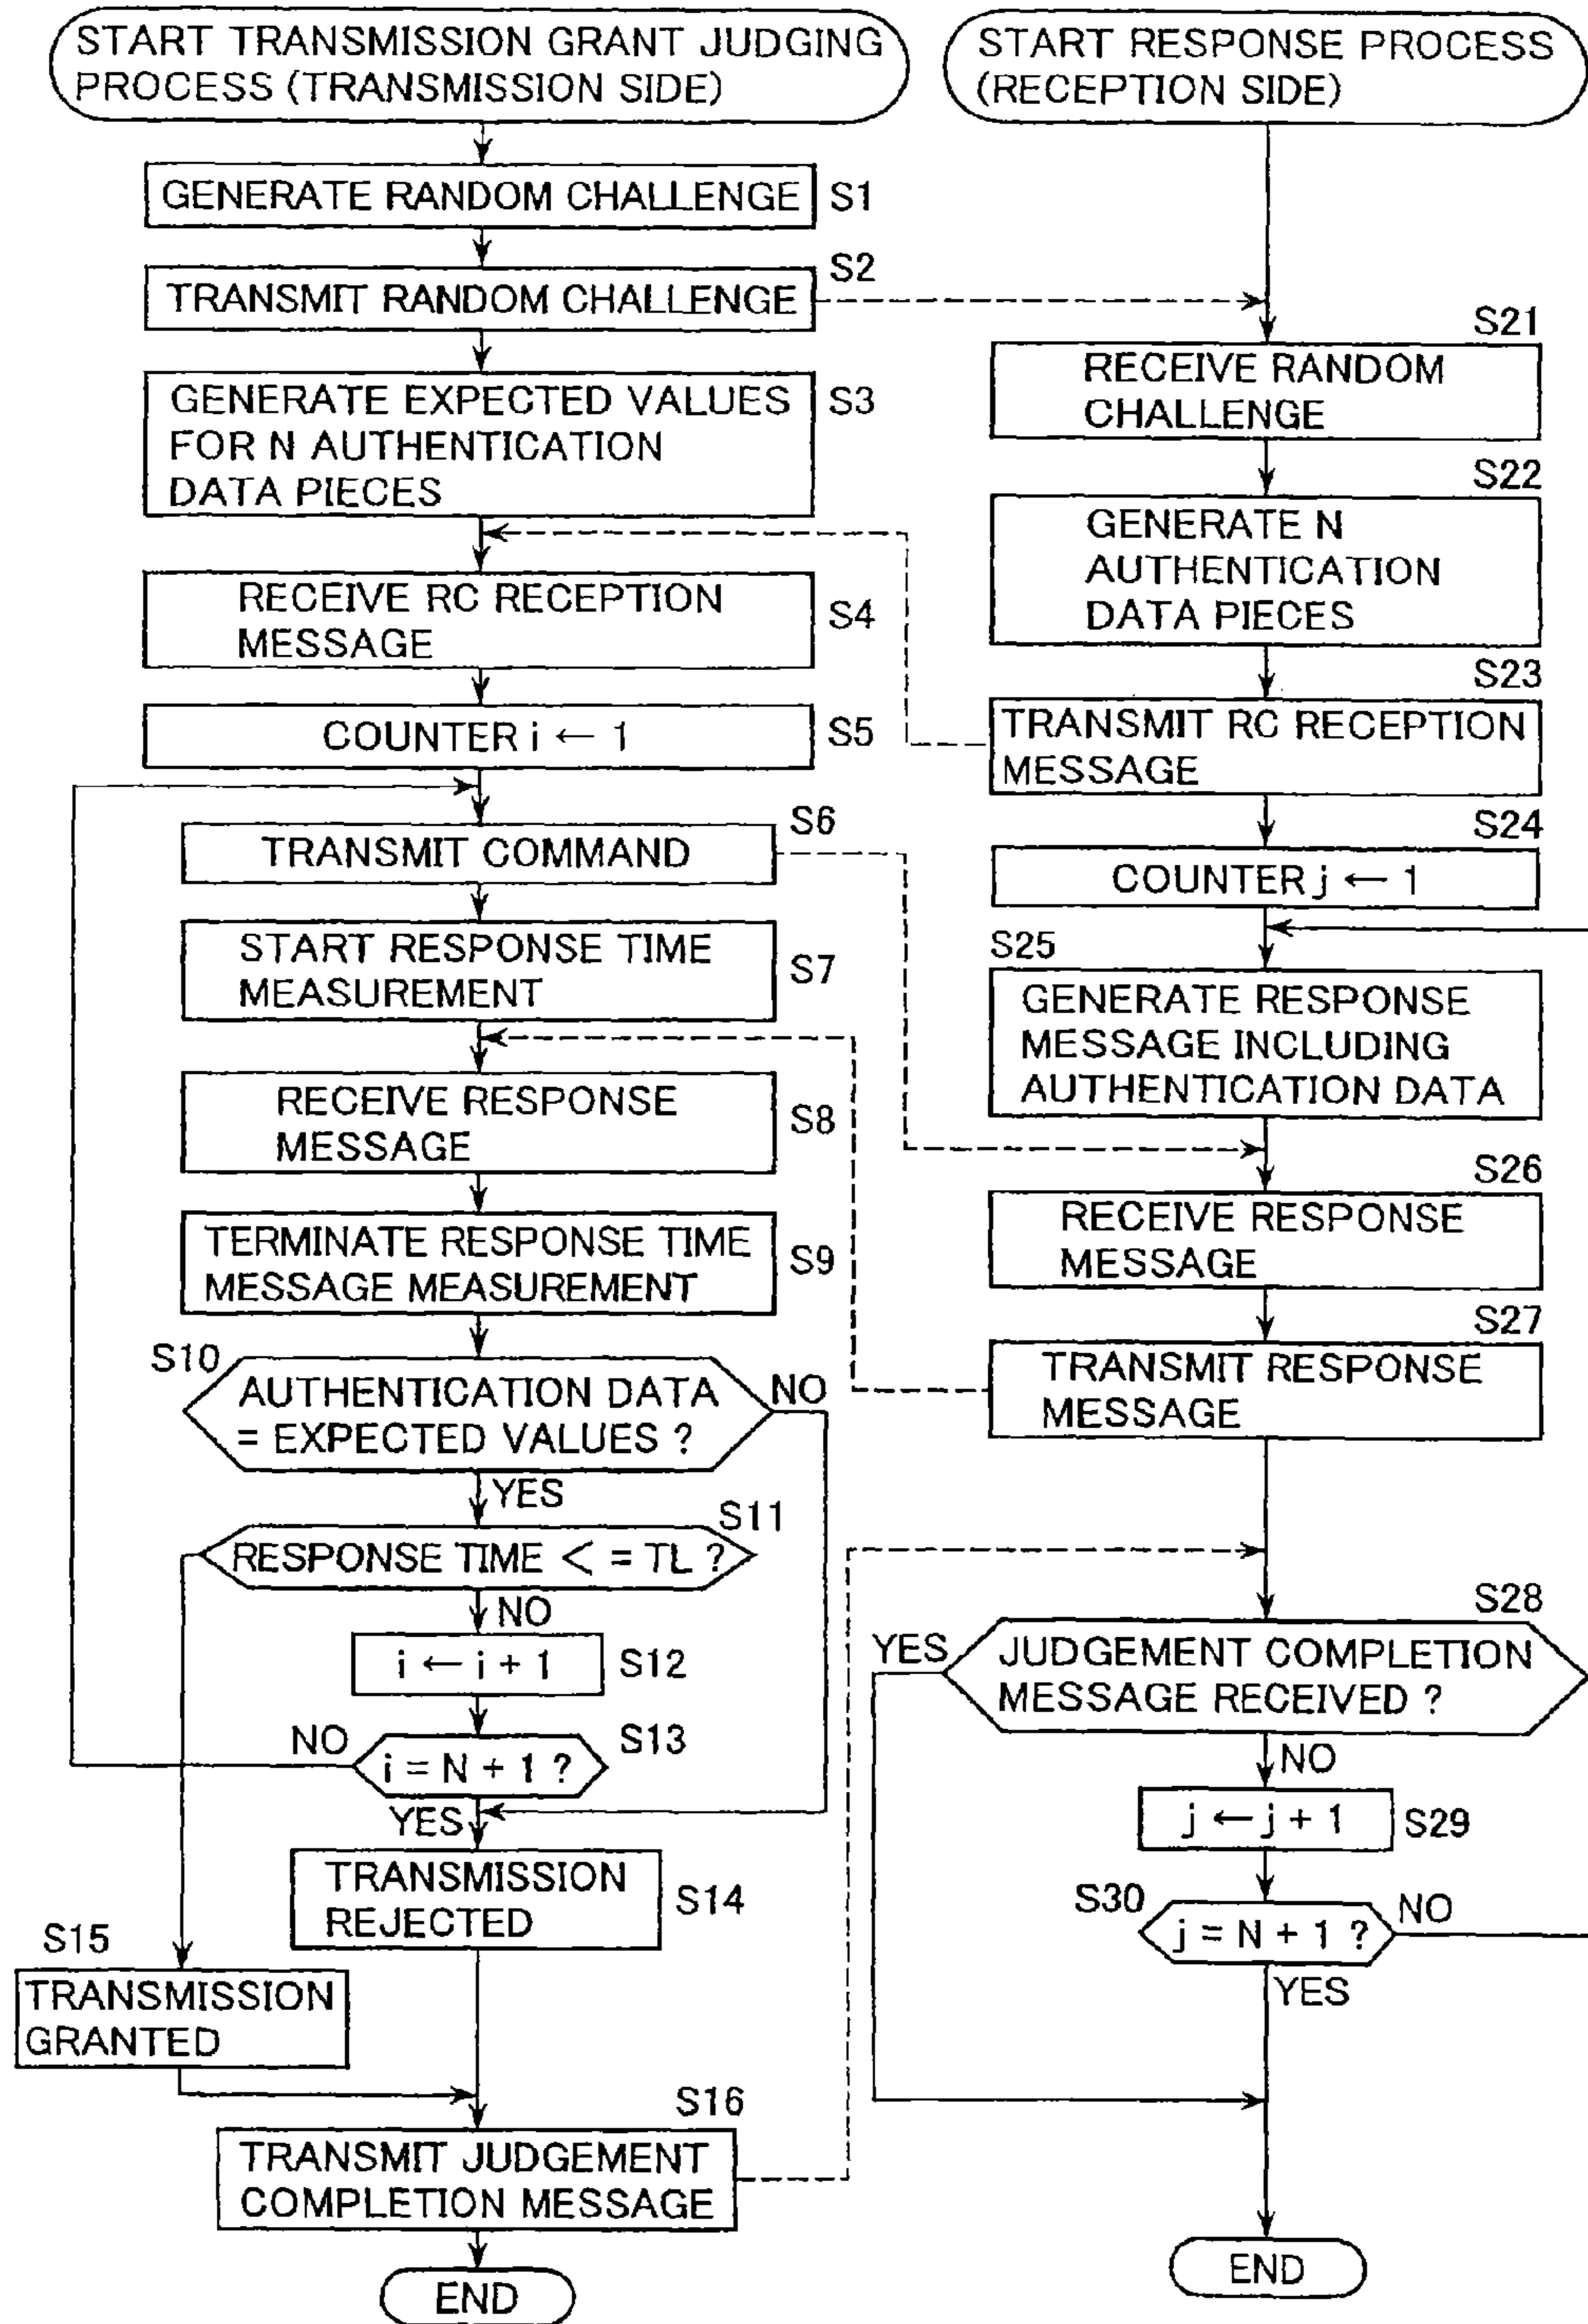 START TRANSMISSION GRANT JUDGING
PROCESS (TRANSMISSION SIDE)
GENERATE RANDOM CHALLENGE
S1
TRANSMIT RANDOM CHALLENGE
S2
GENERATE EXPECTED VALUES
FOR N AUTHENTICATION
DATA PIECES
S3
RECEIVE RC RECEPTION
MESSAGE
S4
COUNTER i ← 1
S5
TRANSMIT COMMAND
S6
START RESPONSE TIME
MEASUREMENT
S7
RECEIVE RESPONSE
MESSAGE
S8
TERMINATE RESPONSE TIME
MESSAGE MEASUREMENT
S9
S10
AUTHENTICATION DATA
= EXPECTED VALUES ?
NO
YES
S11
RESPONSE TIME < = TL ?
NO
i ← i + 1
S12
NO
i = N + 1 ?
S13
YES
TRANSMISSION
REJECTED
S14
S15
TRANSMISSION
GRANTED
S16
TRANSMIT JUDGEMENT
COMPLETION MESSAGE
END
START RESPONSE PROCESS
(RECEPTION SIDE)
S21
RECEIVE RANDOM
CHALLENGE
S22
GENERATE N
AUTHENTICATION
DATA PIECES
S23
TRANSMIT RC RECEPTION
MESSAGE
S24
COUNTER j ← 1
S25
GENERATE RESPONSE
MESSAGE INCLUDING
AUTHENTICATION DATA
S26
RECEIVE RESPONSE
MESSAGE
S27
TRANSMIT RESPONSE
MESSAGE
S28
YES
JUDGEMENT COMPLETION
MESSAGE RECEIVED ?
NO
j ← j + 1
S29
S30
j = N + 1 ?
NO
YES
END